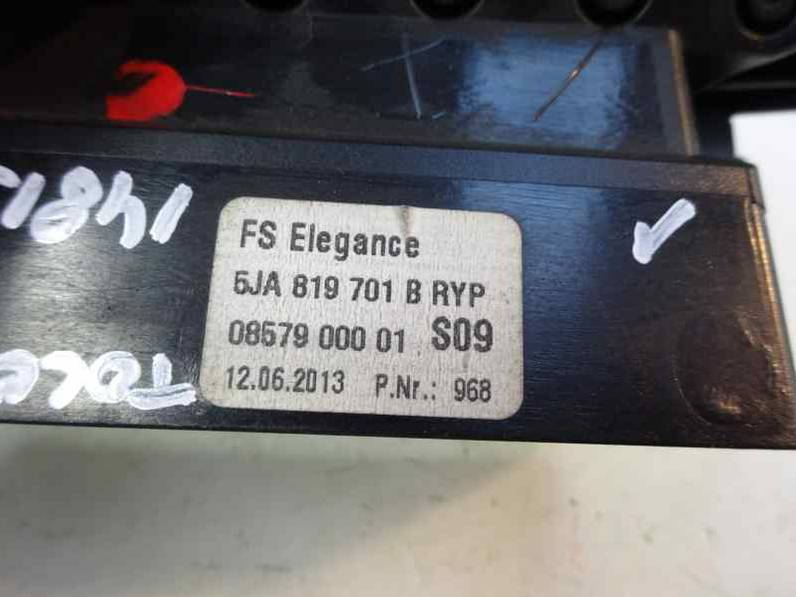 FS Elegance
5JA 819 701 B RYP
08579 000 01 S09
12.06.2013 P.Nr.: 968